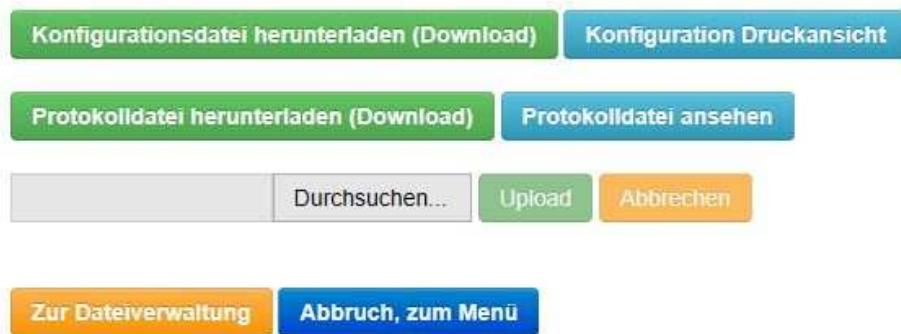 Konfigurationsdatei herunterladen (Download) Konfiguration Druckansicht
Protokolldatei herunterladen (Download) Protokolldatei ansehen
Durchsuchen... Upload Abbrechen
Zur Dateiverwaltung Abbruch, zum Menü